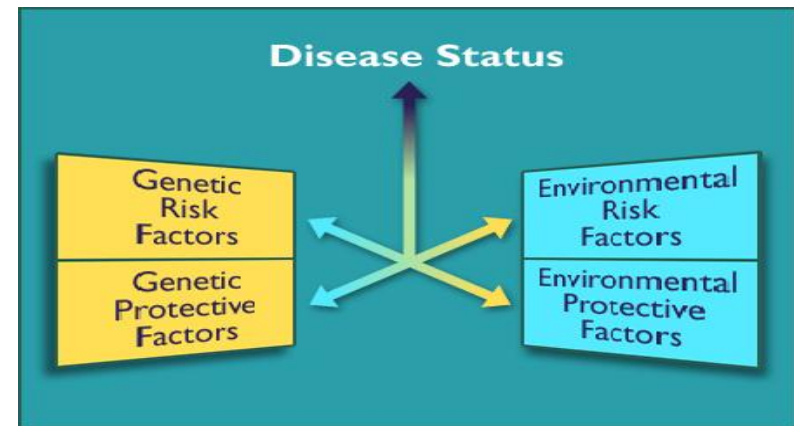 Disease Status
Genetic
Risk
Factors
Genetic
Protective
Factors
Environmental
Risk
Factors
Environmental
Protective
Factors